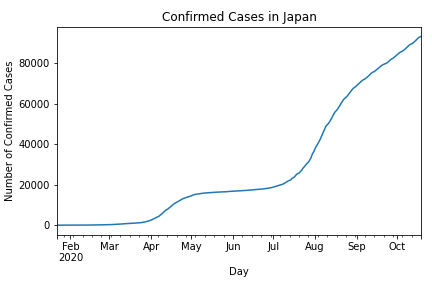 Confirmed Cases in Japan
Number of Confirmed Cases
80000
60000
40000
20000
0
Feb Mar Apr May Jun Jul Aug Sep Oct
2020
Day